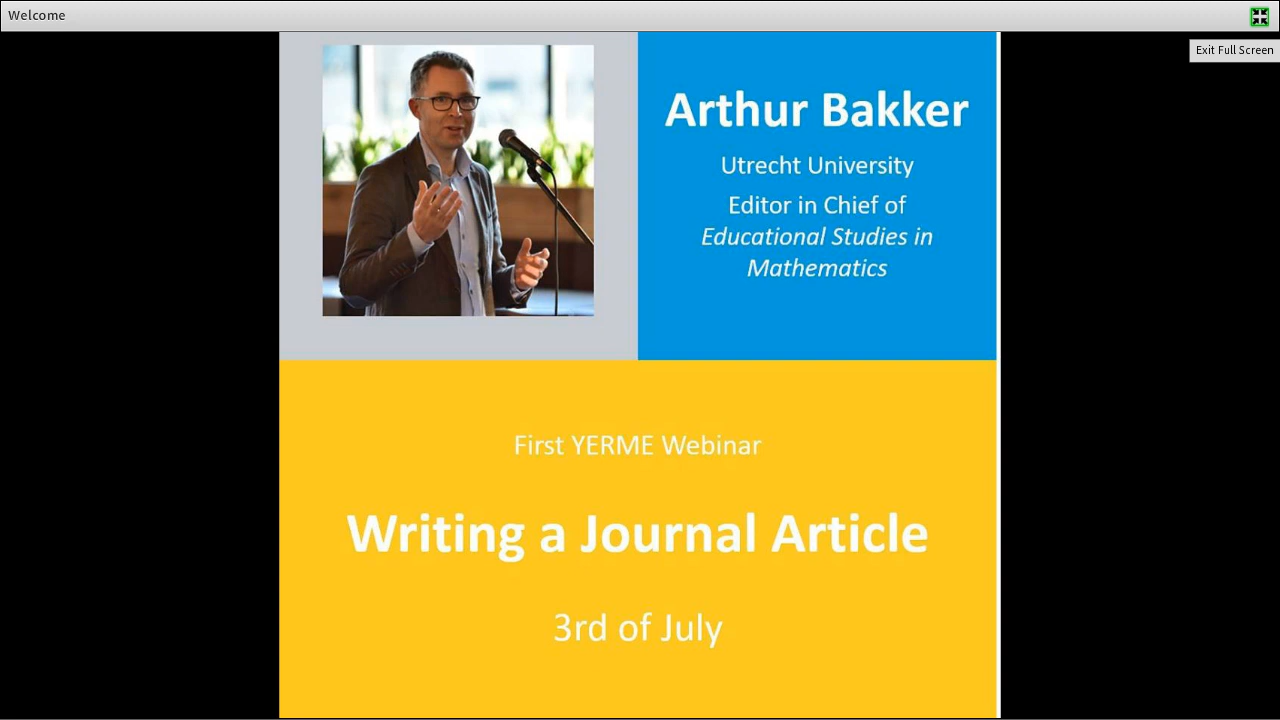 Welcome
Exit Full Screen
Arthur Bakker
Utrecht University
Editor in Chief of
Educational Studies in
Mathematics
First YERME Webinar
Writing a Journal Article
3rd of July